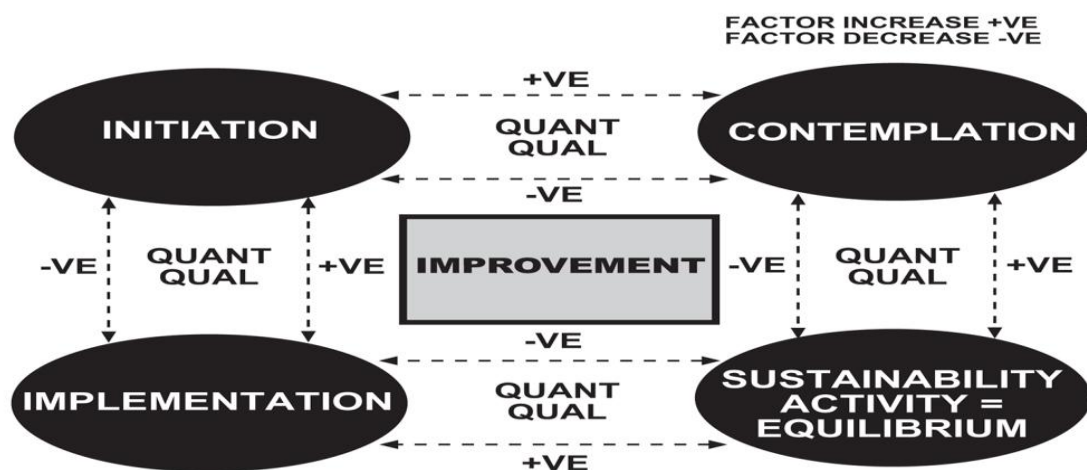 FACTOR INCREASE +VE
FACTOR DECREASE -VE
+VE
INITIATION
QUANT
QUAL
CONTEMPLATION
-VE
-VE
QUANT
QUAL
+VE
IMPROVEMENT
-VE
QUANT
QUAL
+VE
-VE
IMPLEMENTATION
QUANT
QUAL
SUSTAINABILITY
ACTIVITY =
EQUILIBRIUM
+VE